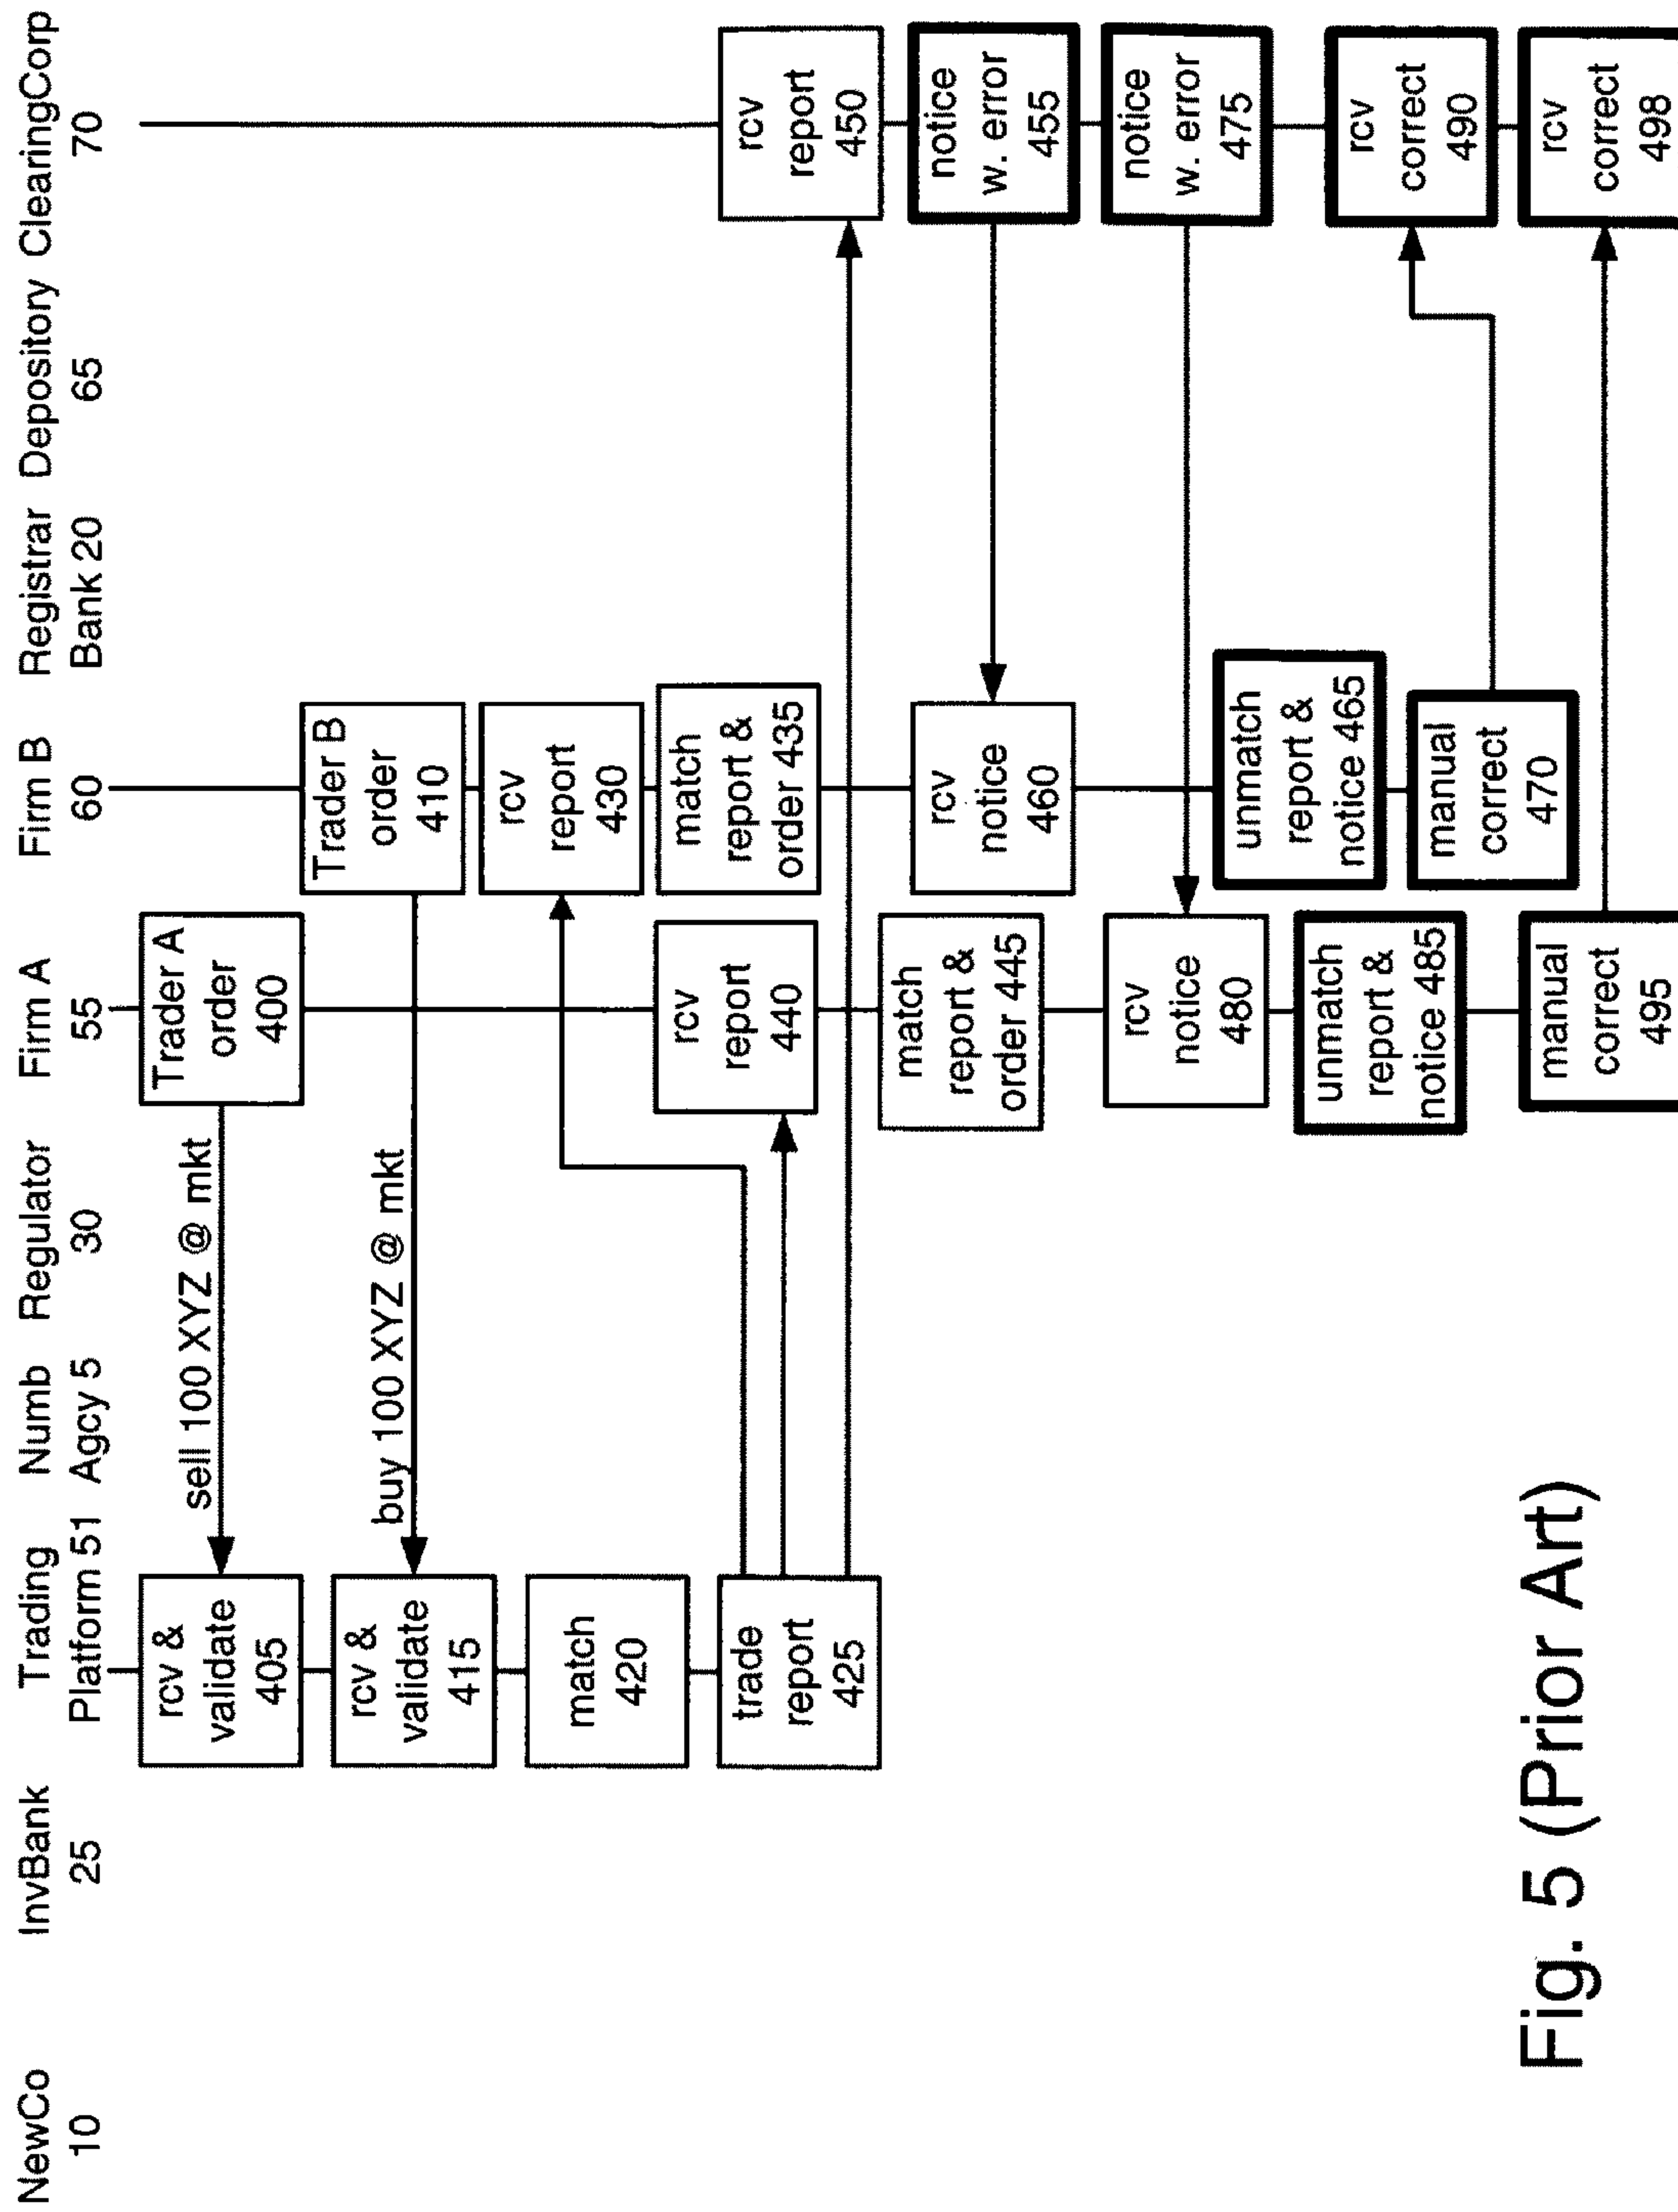 NewCo
10
InvBank
25
Trading
Platform 51
Numb
Agcy 5
Regulator
30
Firm A
55
Firm B
60
Registrar
Bank 20
Depository
65
ClearingCorp
70
Trader A
order
400
sell 100 XYZ @ mkt
rcv &
validate
405
Trader B
order
410
buy 100 XYZ @ mkt
rcv &
validate
415
match
420
trade
report
425
rcv
report
430
match
report &
order 435
rcv
report
440
match
report &
order 445
rcv
report
450
notice
w. error
455
rcv
notice
460
notice
w. error
475
rcv
notice
480
unmatch
report &
notice 465
unmatch
report &
notice 485
manual
correct
470
rcv
correct
490
manual
correct
495
rcv
correct
498
Fig. 5 (Prior Art)